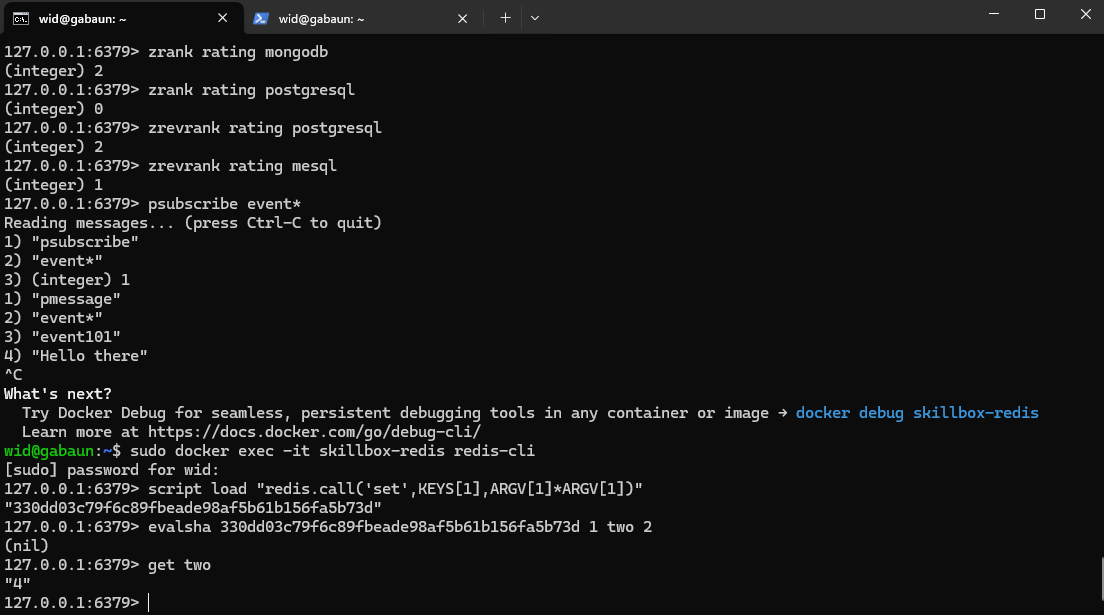 wid@gabaun: ~
wid@gabaun: ~
127.0.0.1:6379> zrank rating mongodb
(integer) 2
127.0.0.1:6379> zrank rating postgresql
(integer) 0
127.0.0.1:6379> zrevrank rating postgresql
(integer) 2
127.0.0.1:6379> zrevrank rating mesql
(integer) 1
127.0.0.1:6379> psubscribe event*
Reading messages... (press Ctrl-C to quit)
1) "psubscribe"
2) "event*"
3) (integer) 1
1) "pmessage"
2) "event*"
3) "event101"
4) "Hello there"
^C
What's next?
Try Docker Debug for seamless, persistent debugging tools in any container or image → docker debug skillbox-redis
Learn more at https://docs.docker.com/go/debug-cli/
wid@gabaun:~$ sudo docker exec -it skillbox-redis redis-cli
[sudo] password for wid:
127.0.0.1:6379> script load "redis.call('set',KEYS[1],ARGV[1]*ARGV[1])"
"330dd03c79f6c89fbeade98af5b61b156fa5b73d"
127.0.0.1:6379> evalsha 330dd03c79f6c89fbeade98af5b61b156fa5b73d 1 two 2
(nil)
127.0.0.1:6379> get two
"4"
127.0.0.1:6379>